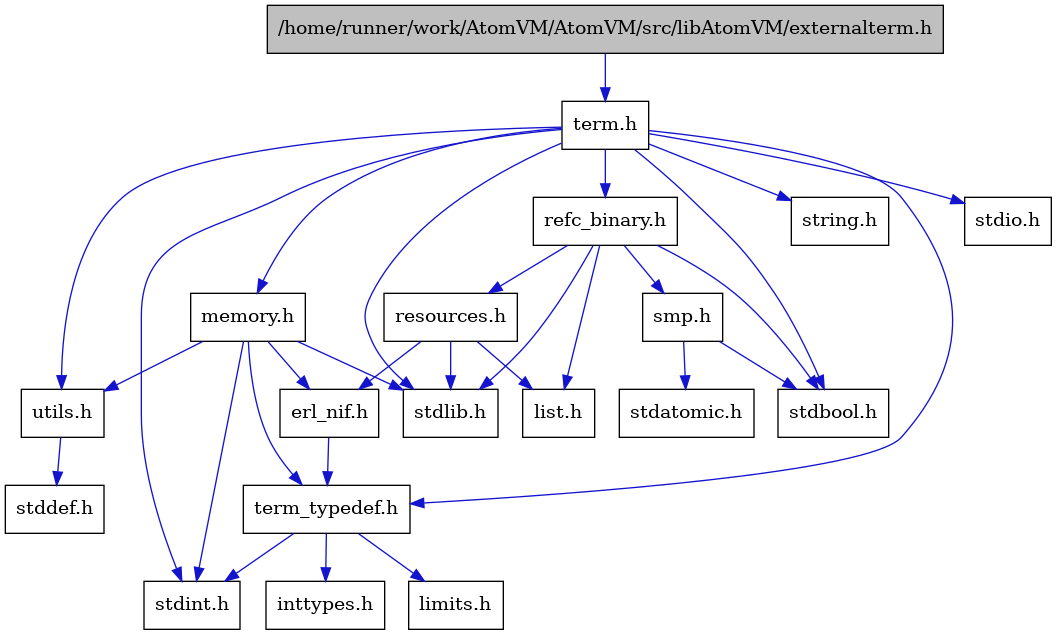 /home/runner/work/AtomVM/AtomVM/src/libAtomVM/externalterm.h
term.h
refc_binary.h
string.h
stdio.h
memory.h
resources.h
smp.h
utils.h
erl_nif.h
stdlib.h
list.h
stdatomic.h
stdbool.h
stddef.h
term_typedef.h
stdint.h
inttypes.h
limits.h